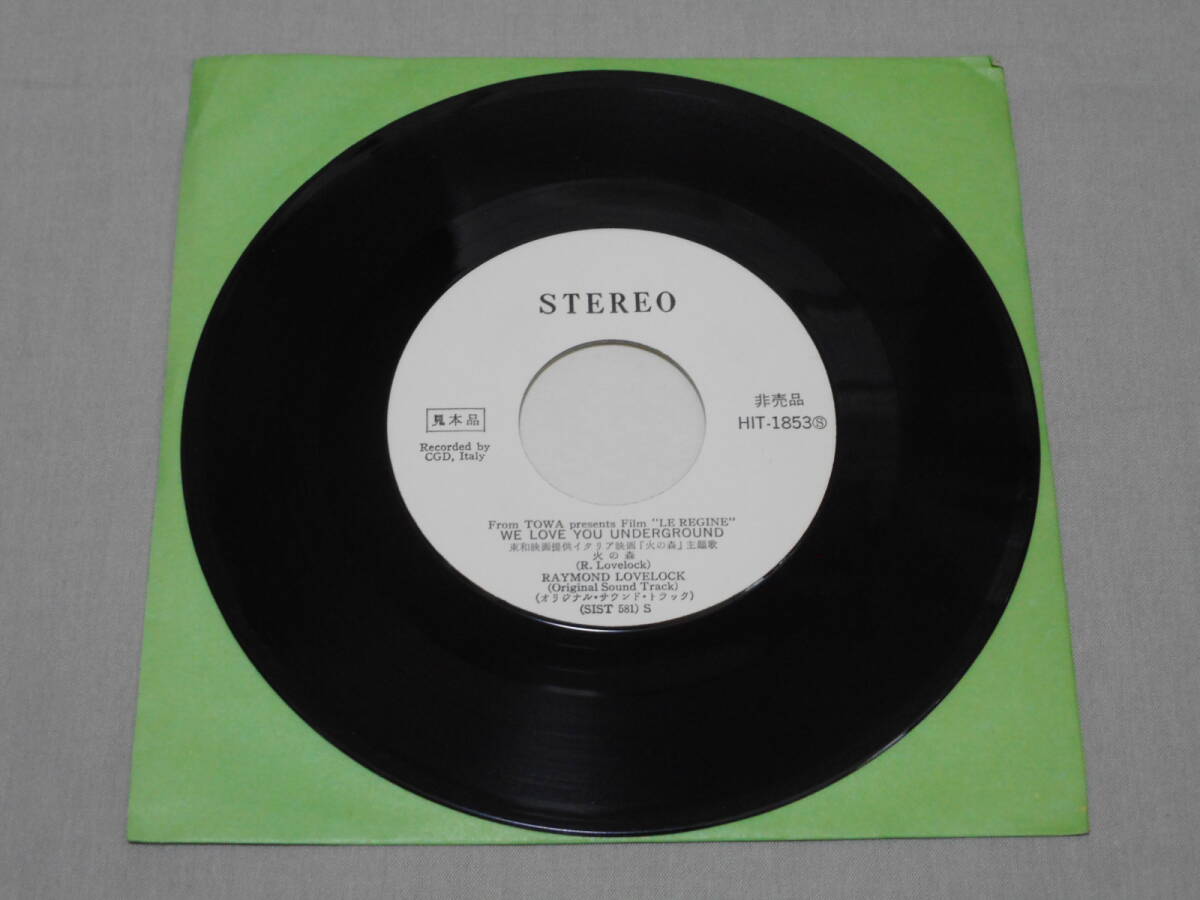 STEREO
見本品
Recorded by
CGD, Italy
非売品
HIT-1853Ⓢ
From TOWA presents Film "LE REGINE"
WE LOVE YOU UNDERGROUND
東和映画提供イタリア映画「火の森」主題歌
火の森
(R. Lovelock)
RAYMOND LOVELOCK
(Original Sound Track)
(オリジナル・サウンド・トラック)
(SIST 581) S